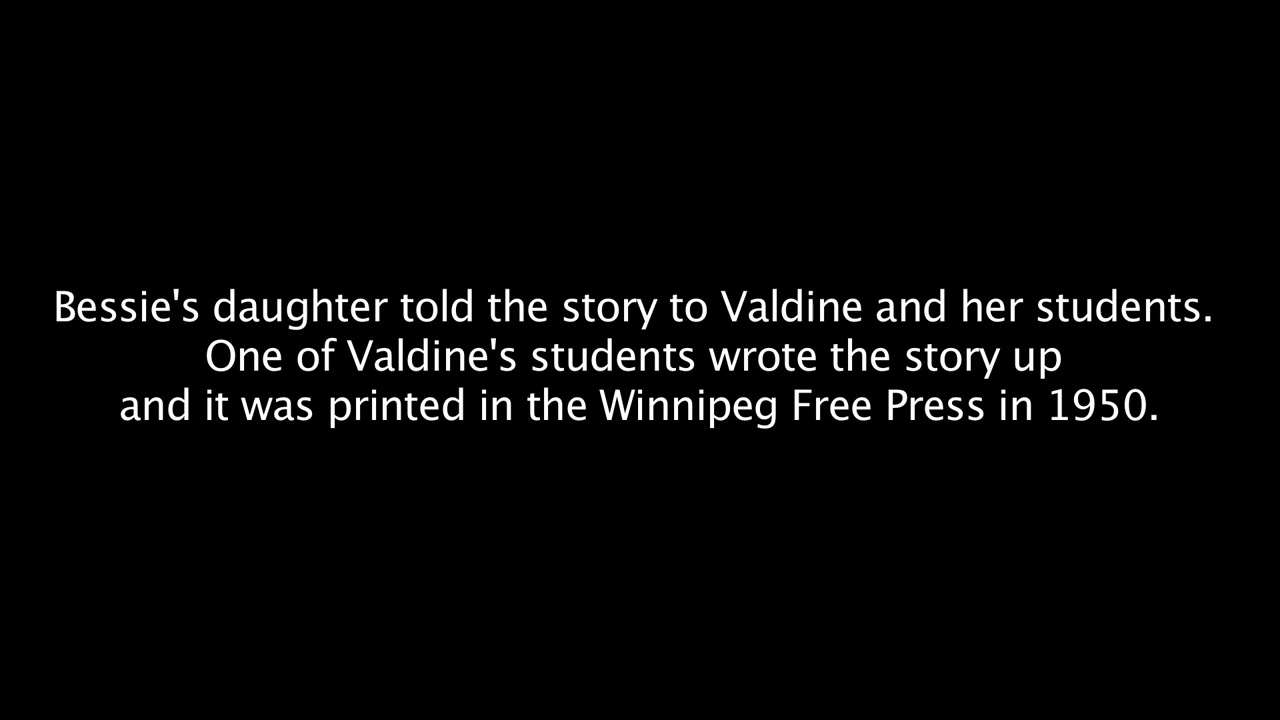 Bessie's daughter told the story to Valdine and her students.
One of Valdine's students wrote the story up
and it was printed in the Winnipeg Free Press in 1950.